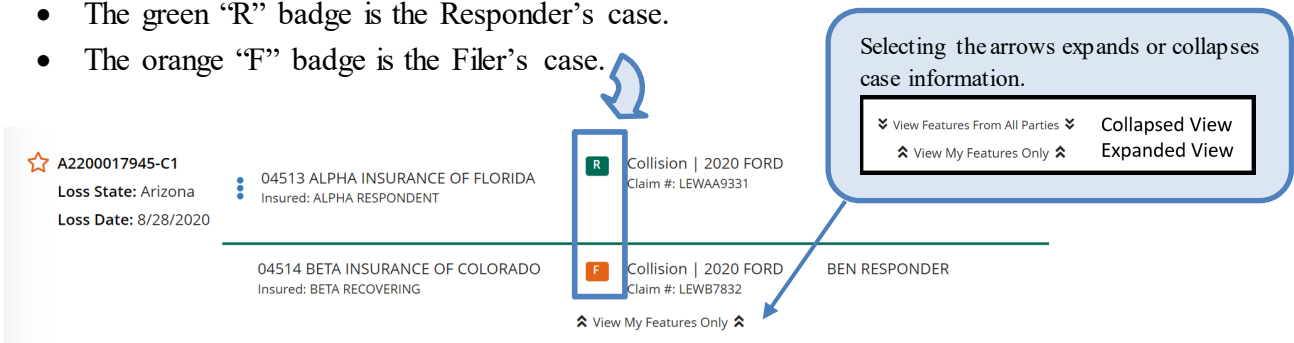 • The green “R” badge is the Responder’s case.
• The orange “F” badge is the Filer’s case.
Selecting the arrows expands or collapses
case information.
View Features From All Parties Collapsed View
View My Features Only Expanded View
A2200017945-C1
Loss State: Arizona
Loss Date: 8/28/2020
04513 ALPHA INSURANCE OF FLORIDA
Insured: ALPHA RESPONDENT
R
Collision | 2020 FORD
Claim #: LEWAA9331
04514 BETA INSURANCE OF COLORADO
Insured: BETA RECOVERING
F
Collision | 2020 FORD
Claim #: LEWB7832
BEN RESPONDER
View My Features Only